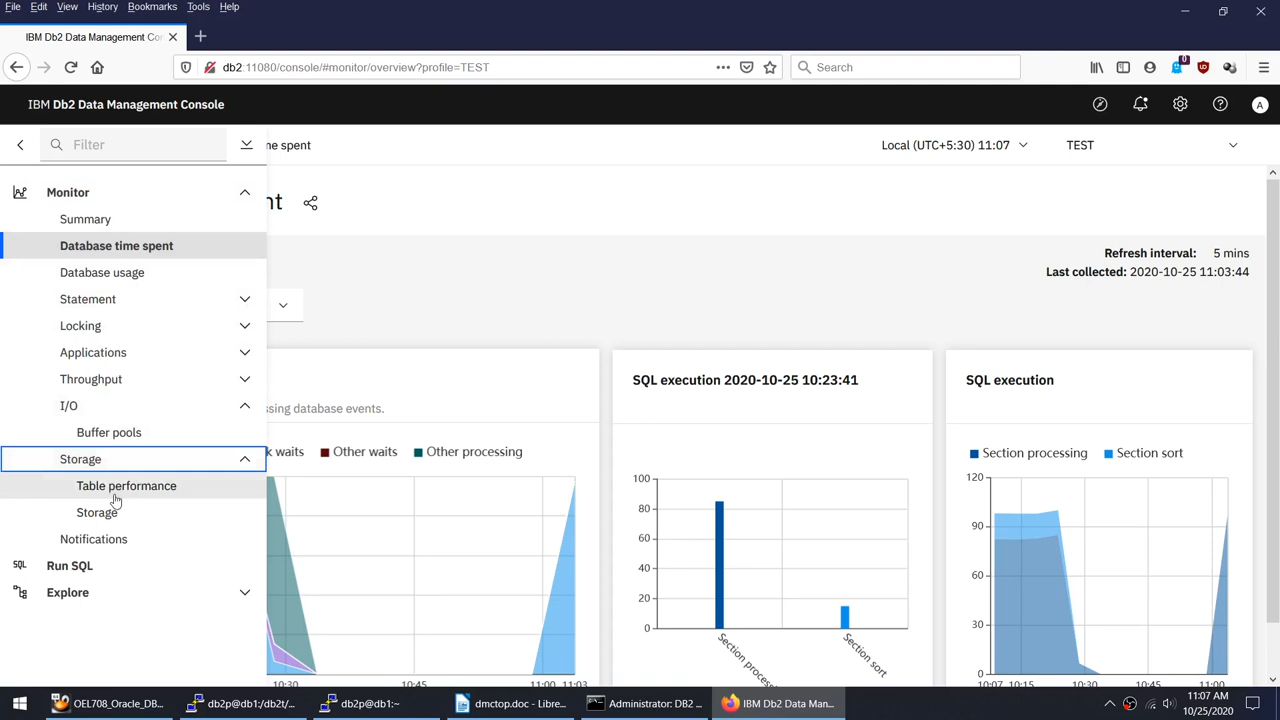 File Edit View History Bookmarks Tools Help
IBM Db2 Data Management Con
db2:11080/console/#monitor/overview?profile=TEST
Search
0
IBM Db2 Data Management Console
A
Filter
me spent
Local (UTC+5:30) 11:07
TEST
Monitor
nt
Summary
Database time spent
Refresh interval: 5 mins
Database usage
Last collected: 2020-10-25 11:03:44
Statement
Locking
Applications
Throughput
SQL execution 2020-10-25 10:23:41
SQL execution
I/O
ssing database events.
Buffer pools
k waits Other waits Other processing
Section processing Section sort
Storage
Table performance
Storage
Notifications
SQL Run SQL
Explore
100
80
60
40
20
0
Section proces
Section sort
120
90
60
30
0
10:30 10:45 11:00 11:03
10:07 10:15 10:30 10:45 11:00
OEL708_Oracle_DB...
db2p@db1:/db2t/...
db2p@db1:~
dmctop.doc - Libre...
Administrator: DB2 ...
IBM Db2 Data Man...
11:07 AM
10/25/2020